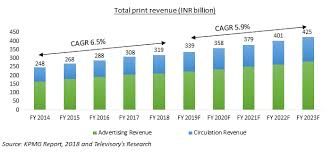 Total print revenue (INR billion)
CAGR 6.5%
CAGR 5.9%
450
400
350
300
250
200
150
100
50
0
248
268
288
308
319
339
358
379
401
425
FY 2014
FY 2015
FY 2016
FY 2017
FY 2018
FY 2019F
FY 2020F
FY 2021F
FY 2022F
FY 2023F
Advertising Revenue
Circulation Revenue
Source: KPMG Report, 2018 and Televisory's Research